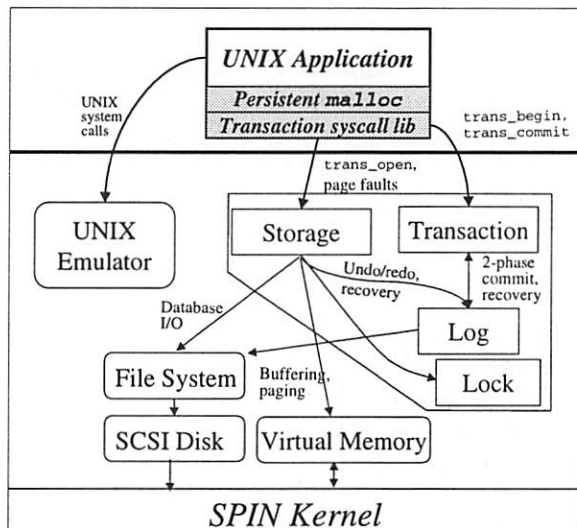 UNIX Application
Persistent malloc
Transaction syscall lib
UNIX
system
calls
trans_begin,
trans_commit
trans_open,
page faults
UNIX
Emulator
Storage
Transaction
Undo/redo,
recovery
2-phase
commit,
recovery
Database
I/O
Log
File System
Buffering,
paging
Lock
SCSI Disk
Virtual Memory
SPIN Kernel